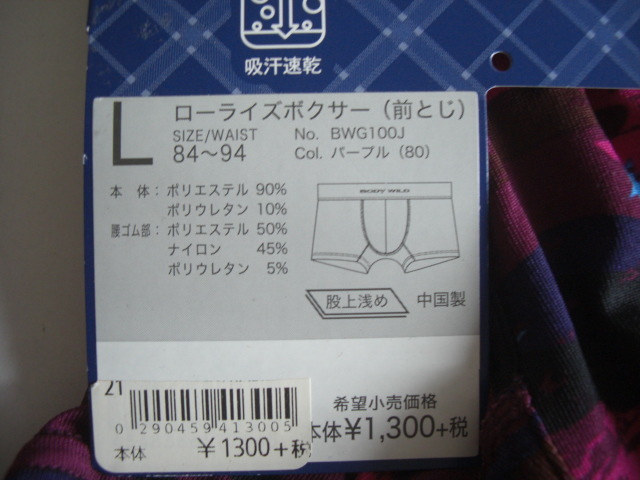 吸汗速乾
L
ローライズボクサー（前とじ）
SIZE/WAIST No. BWG100J
84〜94 Col. パープル（80）
本 体：ポリエステル 90%
ポリウレタン 10%
腰ゴム部：ポリエステル 50%
ナイロン 45%
ポリウレタン 5%
BODY WILD
股上浅め 中国製
希望小売価格
本体¥1,300+税
21
0 290459 413005
本体 ¥1300+税